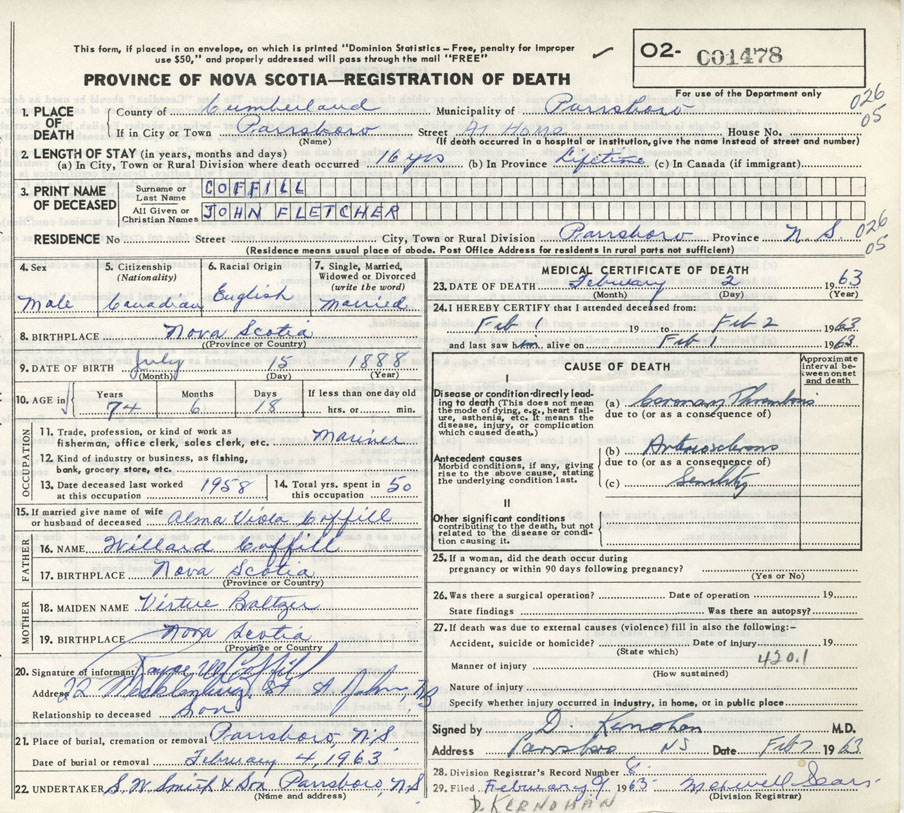 This form, if placed in an envelope, on which is printed "Dominion Statistics – Free, penalty for improper
use $50," and properly addressed will pass through the mail "FREE"
✓
O2- C01478
PROVINCE OF NOVA SCOTIA—REGISTRATION OF DEATH
For use of the Department only
026
05
1. PLACE OF DEATH
County of Cumberland Municipality of Parrsboro
If in City or Town Parrsboro Street At Home House No.
(Name) (If death occurred in a hospital or institution, give the name instead of street and number)
2. LENGTH OF STAY (in years, months and days)
(a) In City, Town or Rural Division where death occurred 16 yrs (b) In Province Lifetime (c) In Canada (if immigrant)
3. PRINT NAME OF DECEASED
Surname or Last Name COFFILL
All Given or Christian Names JOHN FLETCHER
RESIDENCE No Street City, Town or Rural Division Parrsboro Province N.S
026
05
(Residence means usual place of abode. Post Office Address for residents in rural parts not sufficient)
4. Sex Male
5. Citizenship (Nationality) Canadian
6. Racial Origin English
7. Single, Married, Widowed or Divorced (write the word) Married
8. BIRTHPLACE Nova Scotia
((Province or Country)
9. DATE OF BIRTH July 15 1888
(Month) (Day) (Year)
10. AGE in Years Months Days If less than one day old
74 6 18 hrs. or min.
OCCUPATION
11. Trade, profession, or kind of work as fisherman, office clerk, sales clerk, etc. Mariner
12. Kind of industry or business, as fishing, bank, grocery store, etc.
13. Date deceased last worked at this occupation 1958
14. Total yrs. spent in this occupation 50
15. If married give name of wife or husband of deceased Alma Viola Coffill
FATHER
16. NAME Willard Coffill
17. BIRTHPLACE Nova Scotia
(Province or Country)
MOTHER
18. MAIDEN NAME Virtue Baltzer
19. BIRTHPLACE Nova Scotia
(Province or Country
20. Signature of informant Coffill
Address 22 Mecklenburg St St John, NB
Relationship to deceased Son
21. Place of burial, cremation or removal Parrsboro, N.S.
Date of burial or removal February 4, 1963
22. UNDERTAKER S. W. Smith & Son Parrsboro, N.S
(Name and address)
MEDICAL CERTIFICATE OF DEATH
23. DATE OF DEATH February 2 1963
(Month) (Day) (Year)
24. I HEREBY CERTIFY that I attended deceased from:
Feb 1 19 to Feb 2 1963
and last saw him alive on Feb 1 1963
CAUSE OF DEATH
Approximate interval between onset and death
I
Disease or condition directly leading to death (This does not mean the mode of dying, e.g., heart failure, asthenia, etc. It means the disease, injury, or complication which caused death.)
(a) Coronary Thrombosis
due to (or as a consequence of)
Antecedent causes
Morbid conditions, if any, giving rise to the above cause, stating the underlying condition last.
(b)
due to (or as a consequence of)
(c) Senility
II
Other significant conditions contributing to the death, but not related to the disease or condition causing it.
25. If a woman, did the death occur during
pregnancy or within 90 days following pregnancy?
(Yes or No)
26. Was there a surgical operation? Date of operation 19
State findings Was there an autopsy?
27. If death was due to external causes (violence) fill in also the following:–
Accident, suicide or homicide? Date of injury 19
(State which)
420.1
Manner of injury
(How sustained)
Nature of injury
Specify whether injury occurred in industry, in home, or in public place
Signed by D. Kernohan M.D.
Address Parrsboro NS Date Feb 7 1963
28. Division Registrar's Record Number 8
29. Filed February 9 1963 Maxwell Sears
(Division Registrar)
D. KERNOHAN